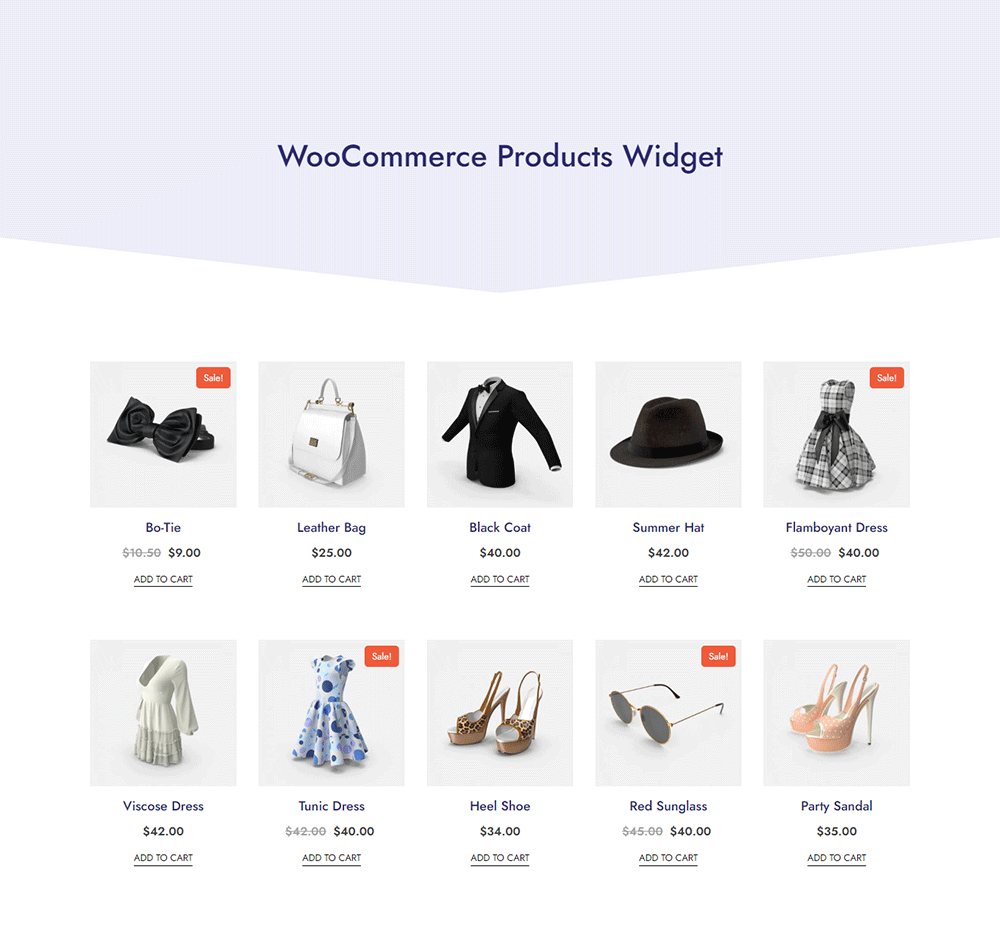 WooCommerce Products Widget
Sale!
Sale!
Bo-Tie
Leather Bag
Black Coat
Summer Hat
Flamboyant Dress
$10.50 $9.00
$25.00
$40.00
$42.00
$50.00 $40.00
ADD TO CART
ADD TO CART
ADD TO CART
ADD TO CART
ADD TO CART
Sale!
Sale!
Viscose Dress
Tunic Dress
Heel Shoe
Red Sunglass
Party Sandal
$42.00
$42.00 $40.00
$34.00
$45.00 $40.00
$35.00
ADD TO CART
ADD TO CART
ADD TO CART
ADD TO CART
ADD TO CART